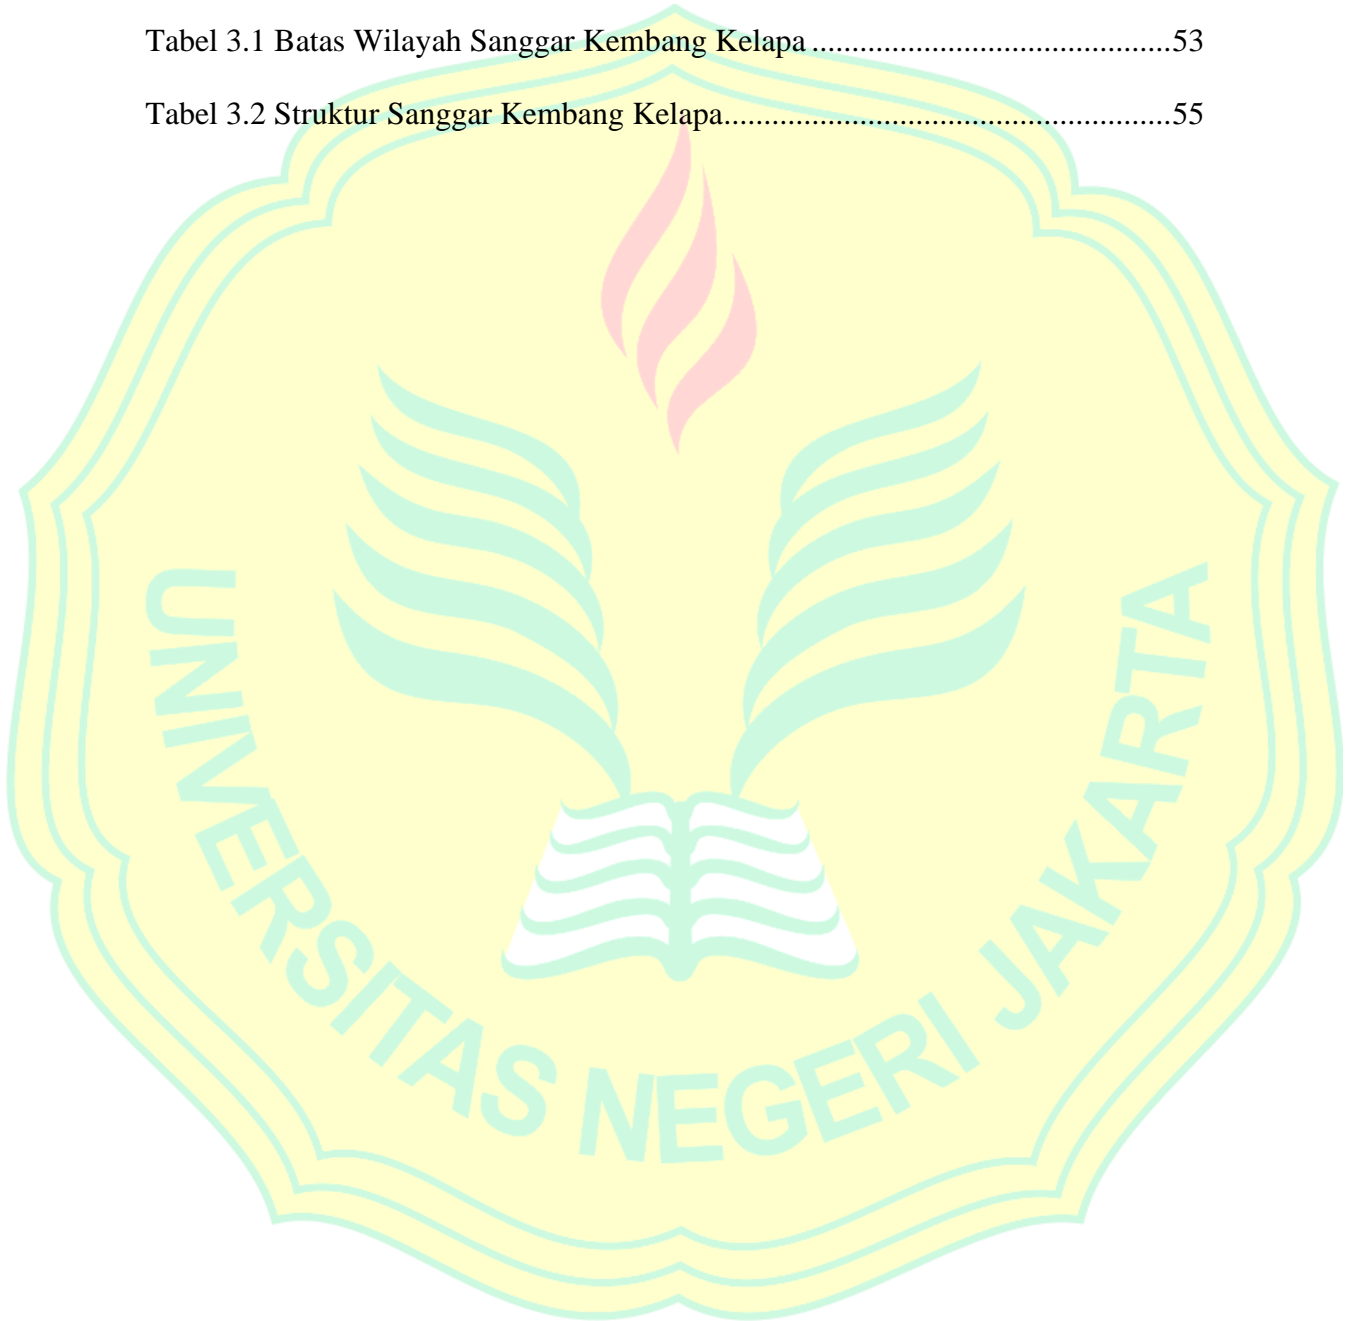 Tabel 3.1 Batas Wilayah Sanggar Kembang Kelapa.............................................53
Tabel 3.2 Struktur Sanggar Kembang Kelapa........................................................55
UNIVERSITAS NEGERI JAKARTA